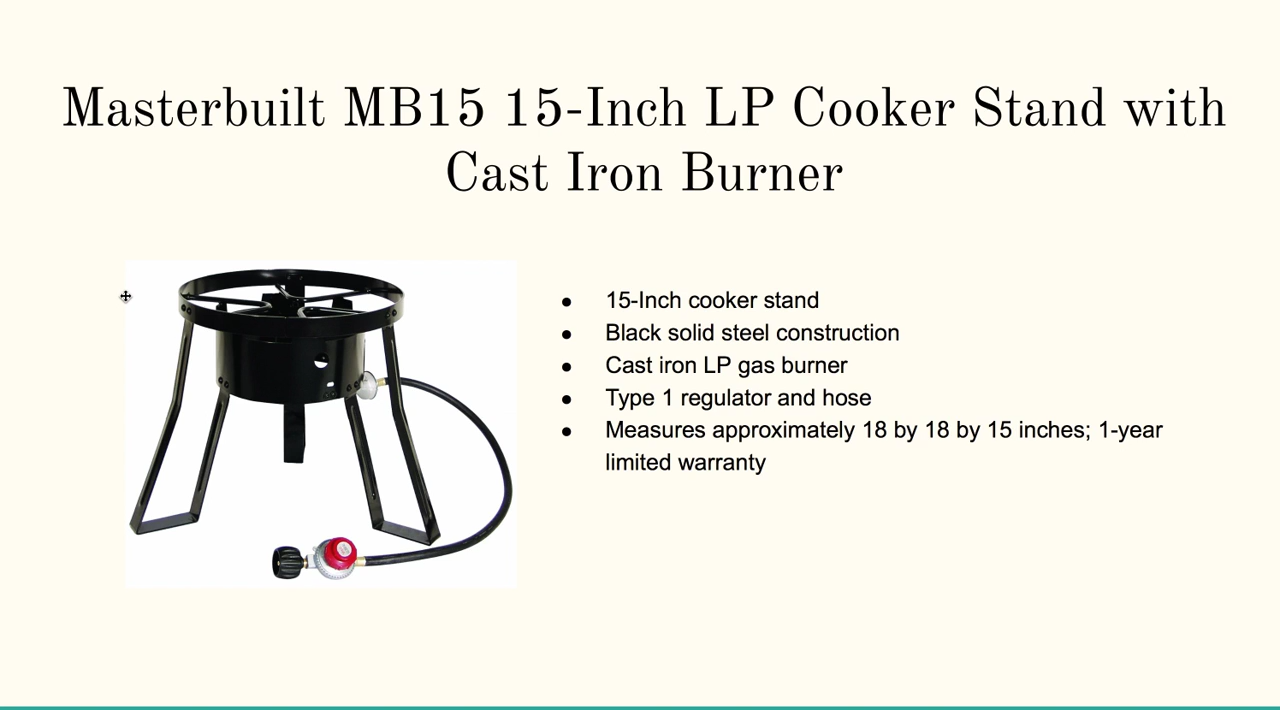 Masterbuilt MB15 15-Inch LP Cooker Stand with
Cast Iron Burner
● 15-Inch cooker stand
● Black solid steel construction
● Cast iron LP gas burner
● Type 1 regulator and hose
● Measures approximately 18 by 18 by 15 inches; 1-year
limited warranty